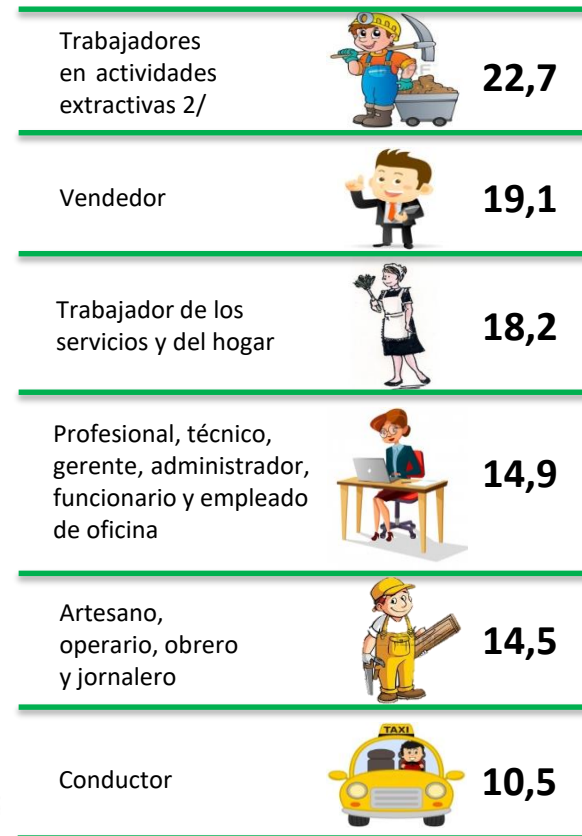 Trabajadores
en actividades
extractivas 2/
22,7
Vendedor
19,1
Trabajador de los
servicios y del hogar
18,2
Profesional, técnico,
gerente, administrador,
funcionario y empleado
de oficina
14,9
Artesano,
operario, obrero
y jornalero
14,5
Conductor
TAXI
10,5